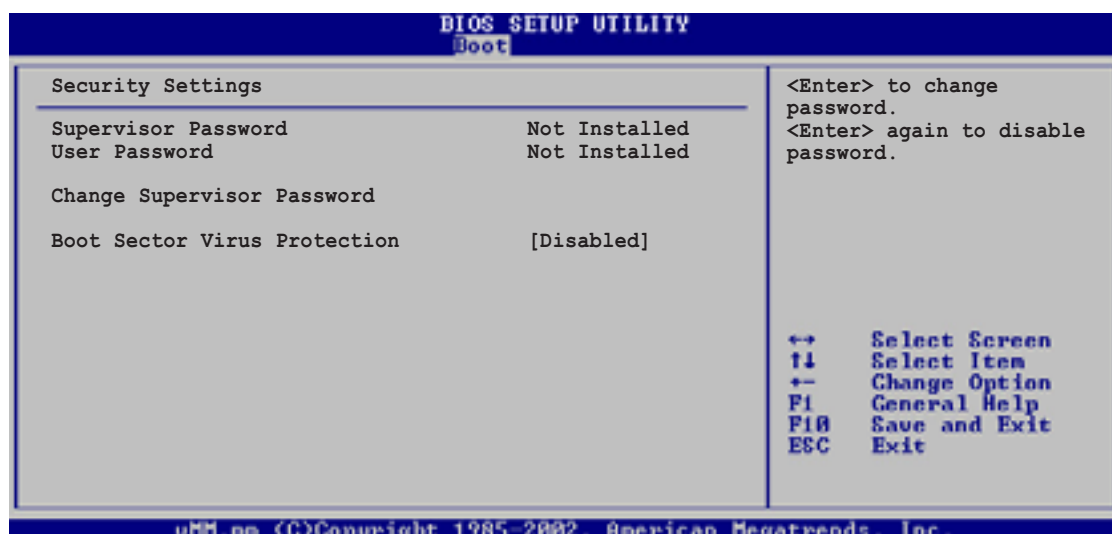 BIOS SETUP UTILITY
Boot
Security Settings
Supervisor Password Not Installed
User Password Not Installed
Change Supervisor Password
Boot Sector Virus Protection [Disabled]
<Enter> to change
password.
<Enter> again to disable
password.
←→ Select Screen
↑↓ Select Item
+- Change Option
F1 General Help
F10 Save and Exit
ESC Exit
(C)Copyright 1985-2002, American Megatrends, Inc.